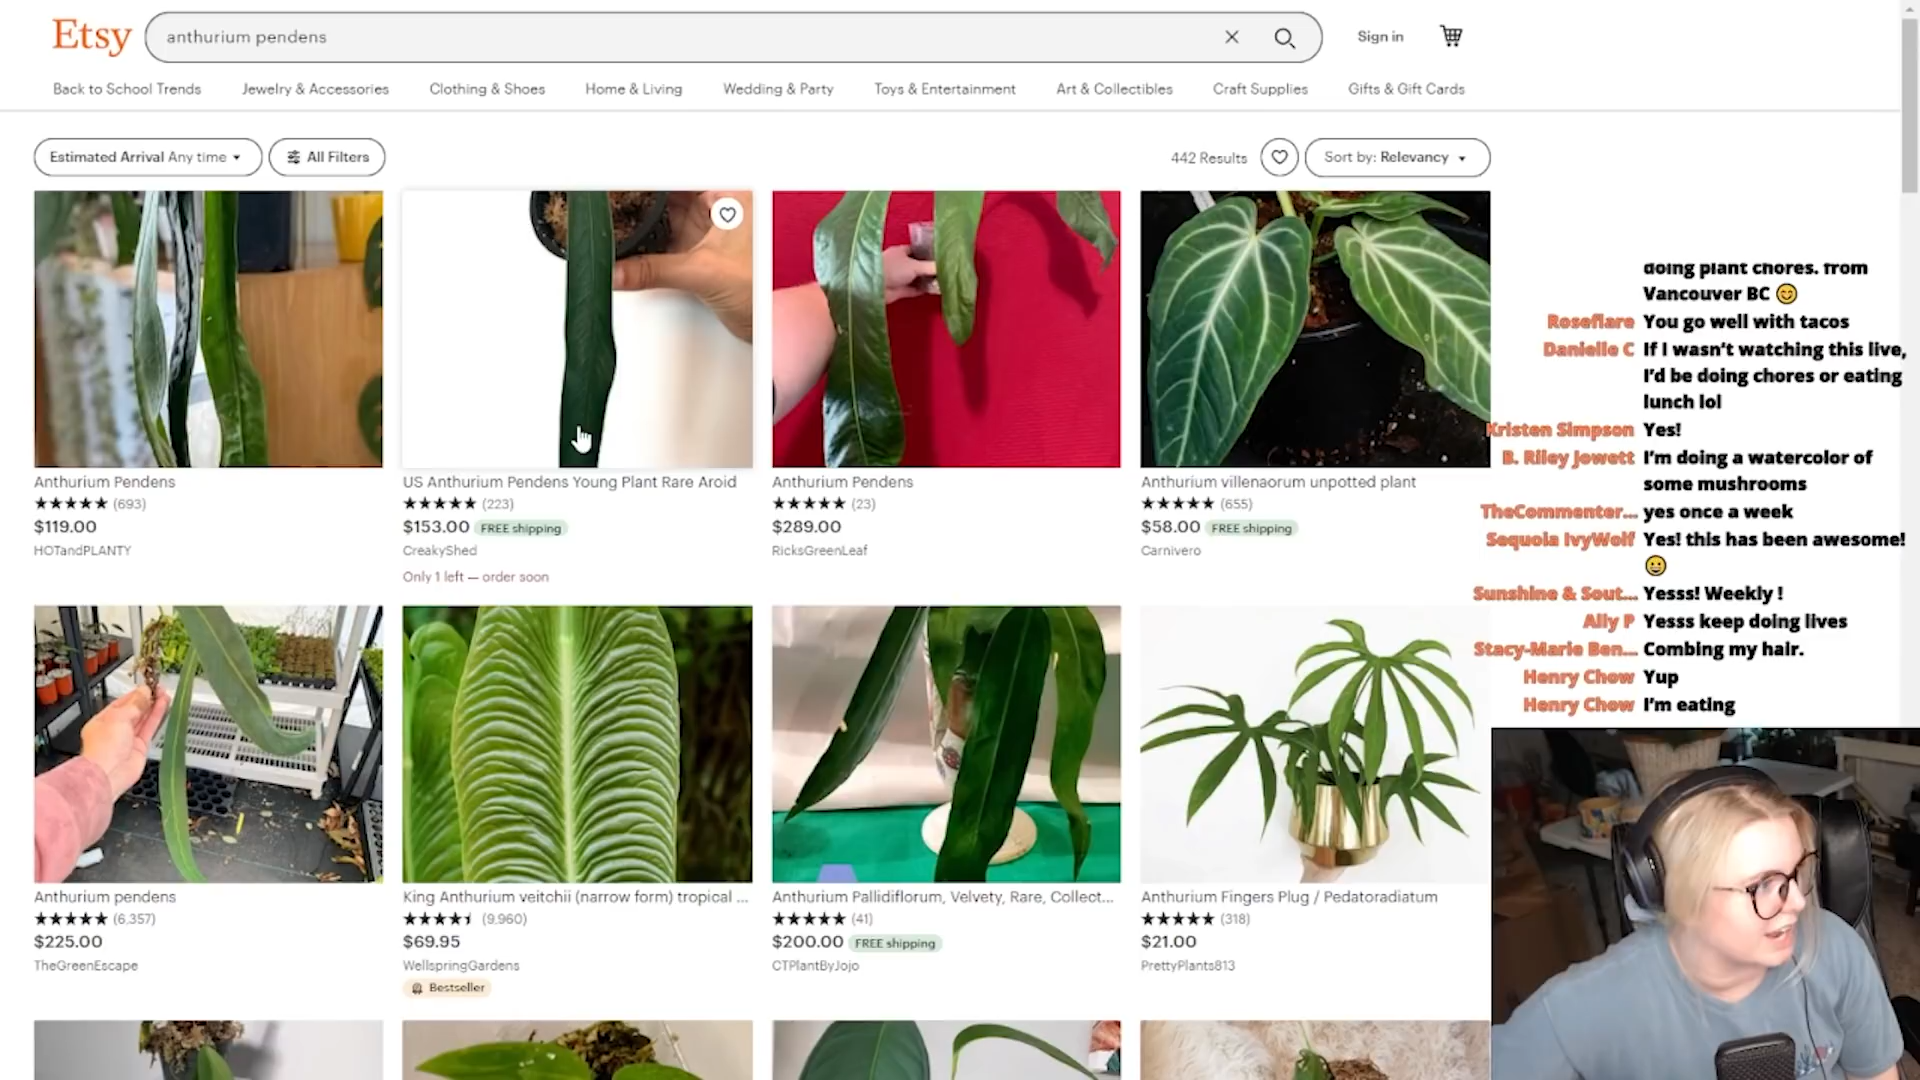 Etsy
anthurium pendens
Sign in
Back to School Trends
Jewelry & Accessories
Clothing & Shoes
Home & Living
Wedding & Party
Toys & Entertainment
Art & Collectibles
Craft Supplies
Gifts & Gift Cards
Estimated Arrival Any time
All Filters
442 Results
Sort by: Relevancy
Anthurium Pendens
(693)
$119.00
HOTandPLANTY
US Anthurium Pendens Young Plant Rare Aroid
(223)
$153.00 FREE shipping
CreakyShed
Only 1 left — order soon
Anthurium Pendens
(23)
$289.00
RicksGreenLeaf
Anthurium villenaorum unpotted plant
(655)
$58.00 FREE shipping
Carnivero
Anthurium pendens
(6,357)
$225.00
TheGreenEscape
King Anthurium veitchii (narrow form) tropical ...
(9,960)
$69.95
WellspringGardens
Bestseller
Anthurium Pallidiflorum, Velvety, Rare, Collect...
(41)
$200.00 FREE shipping
CTPlantByJojo
Anthurium Fingers Plug / Pedatoradiatum
(318)
$21.00
PrettyPlants813
doing plant chores. from
Vancouver BC 😊
Roseflare You go well with tacos
Danielle C If I wasn't watching this live,
I'd be doing chores or eating
lunch lol
Kristen Simpson Yes!
B. Riley Jowett I'm doing a watercolor of
some mushrooms
TheCommenter... yes once a week
Sequoia IvyWolf Yes! this has been awesome!
😀
Sunshine & Sout... Yesss! Weekly !
Ally P Yesss keep doing lives
Stacy-Marie Ben... Combing my hair.
Henry Chow Yup
Henry Chow I'm eating